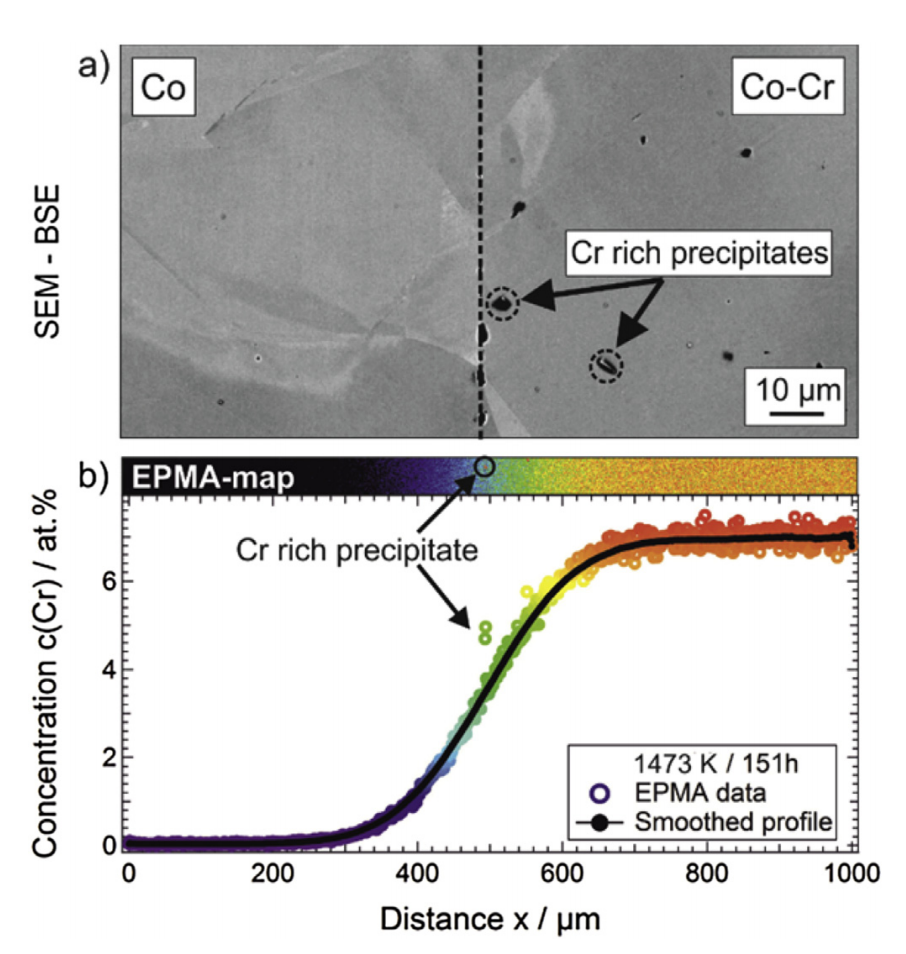 a)
Co
Co-Cr
SEM - BSE
Cr rich precipitates
10 µm
b)
EPMA-map
Cr rich precipitate
Concentration c(Cr) / at.%
6
4
2
0
1473 K / 151h
EPMA data
Smoothed profile
0 200 400 600 800 1000
Distance x / µm